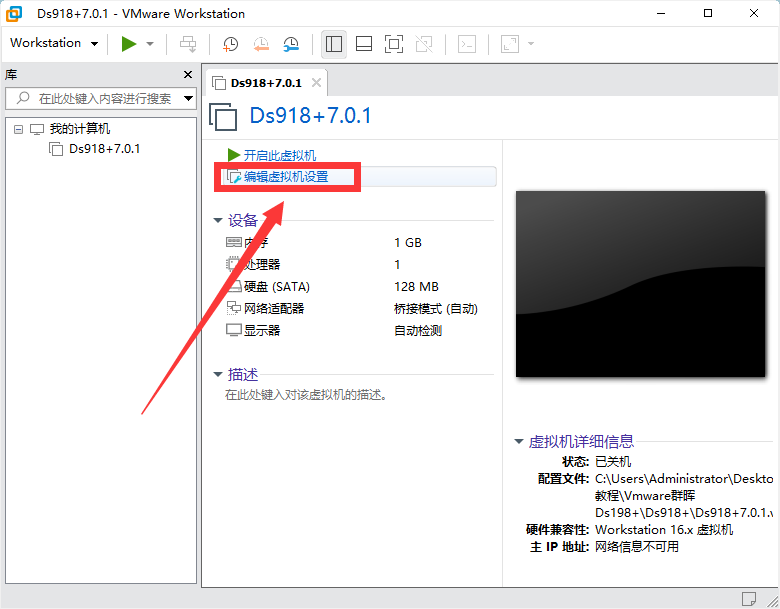 Ds918+7.0.1 - VMware Workstation
Workstation
库
在此处键入内容进行搜索
我的计算机
Ds918+7.0.1
Ds918+7.0.1
Ds918+7.0.1
开启此虚拟机
编辑虚拟机设置
设备
内存 1 GB
处理器 1
硬盘 (SATA) 128 MB
网络适配器 桥接模式 (自动)
显示器 自动检测
描述
在此处键入对该虚拟机的描述。
虚拟机详细信息
状态: 已关机
配置文件: C:\Users\Administrator\Deskto
教程\Vmware群晖
Ds198+\Ds918+\Ds918+7.0.1.v
硬件兼容性: Workstation 16.x 虚拟机
主 IP 地址: 网络信息不可用